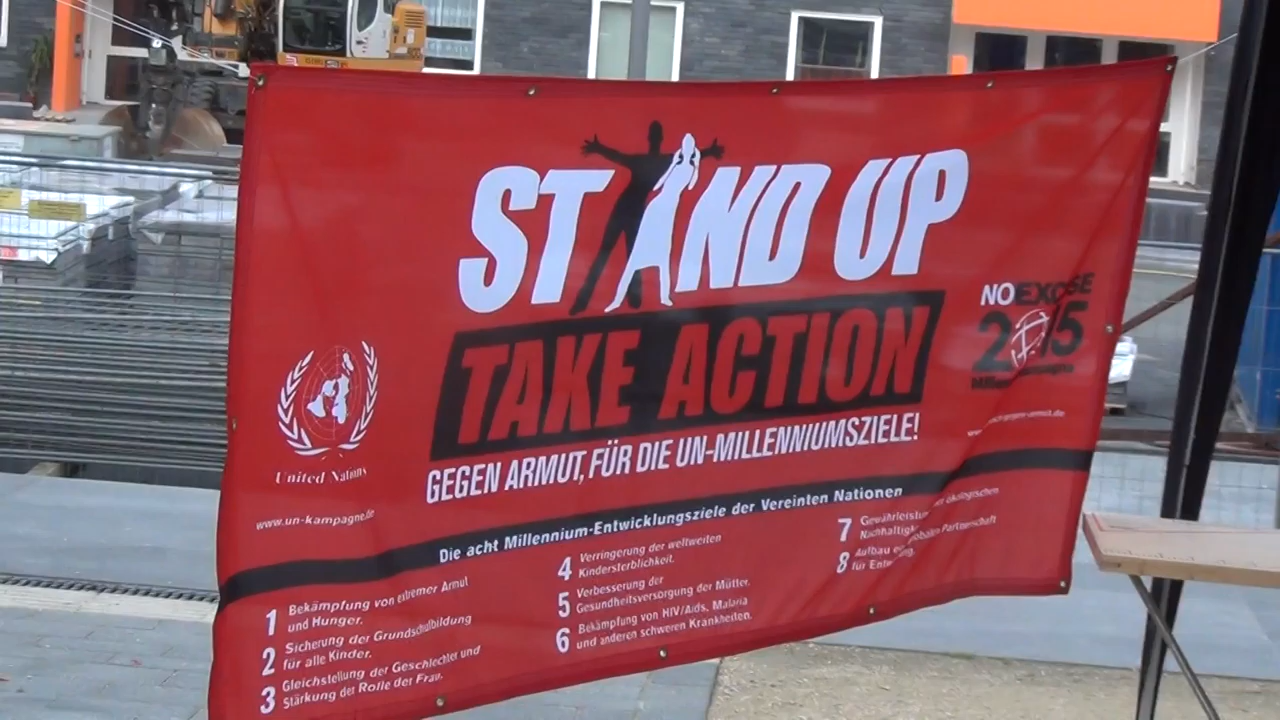 STAND UP
TAKE ACTION
GEGEN ARMUT, FÜR DIE UN-MILLENNIUMSZIELE!
NO EXCUSE
2015
United Nations
www.un-kampagne.de
Die acht Millennium-Entwicklungsziele der Vereinten Nationen
1 Bekämpfung von extremer Armut
und Hunger.
2 Sicherung der Grundschulbildung
für alle Kinder.
3 Gleichstellung der Geschlechter und
Stärkung der Rolle der Frau.
4 Verringerung der weltweiten
Kindersterblichkeit.
5 Verbesserung der
Gesundheitsversorgung der Mütter.
6 Bekämpfung von HIV/Aids, Malaria
und anderen schweren Krankheiten.
7 ökologischen
8 Aufbau Partnerschaft
für